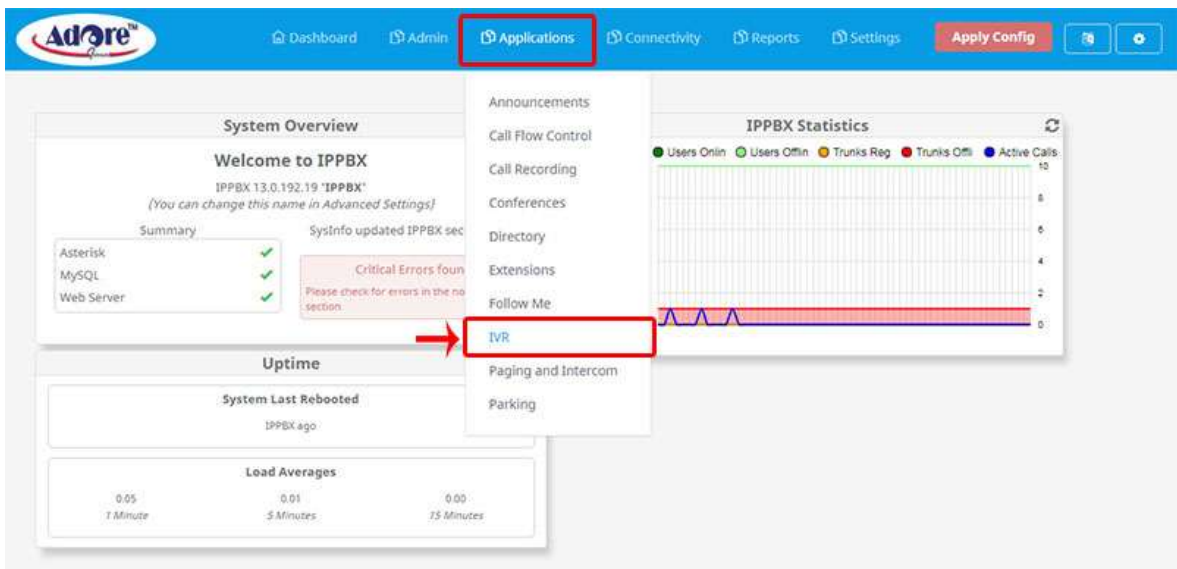 Adore™
Dashboard
Admin
Applications
Connectivity
Reports
Settings
Apply Config
Announcements
Call Flow Control
Call Recording
Conferences
Directory
Extensions
Follow Me
IVR
Paging and Intercom
Parking
System Overview
Welcome to IPPBX
IPPBX 13.0.192.19 "IPPBX"
(You can change this name in Advanced Settings)
Summary
SysInfo updated IPPBX sec
Asterisk
MySQL
Web Server
Critical Errors foun
Please check for errors in the no
section
Uptime
System Last Rebooted
IPPBX ago
Load Averages
0.05 0.01 0.00
1 Minute 5 Minutes 15 Minutes
IPPBX Statistics
Users Onlin Users Offlin Trunks Reg Trunks Offli Active Calls
10
8
6
4
2
0